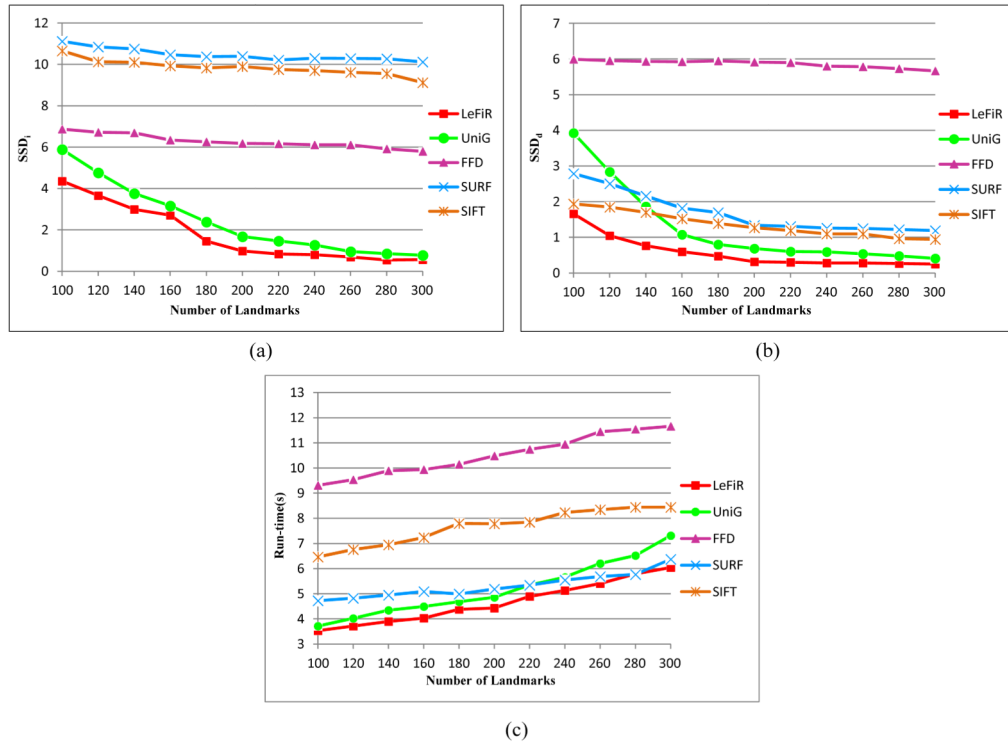 12
10
8
6
4
2
0
SSDi
100 120 140 160 180 200 220 240 260 280 300
Number of Landmarks
LeFiR
UniG
FFD
SURF
SIFT
(a)
7
6
5
4
3
2
1
0
SSDd
100 120 140 160 180 200 220 240 260 280 300
Number of Landmarks
LeFiR
UniG
FFD
SURF
SIFT
(b)
13
12
11
10
9
8
7
6
5
4
3
Run-time(s)
100 120 140 160 180 200 220 240 260 280 300
Number of Landmarks
LeFiR
UniG
FFD
SURF
SIFT
(c)